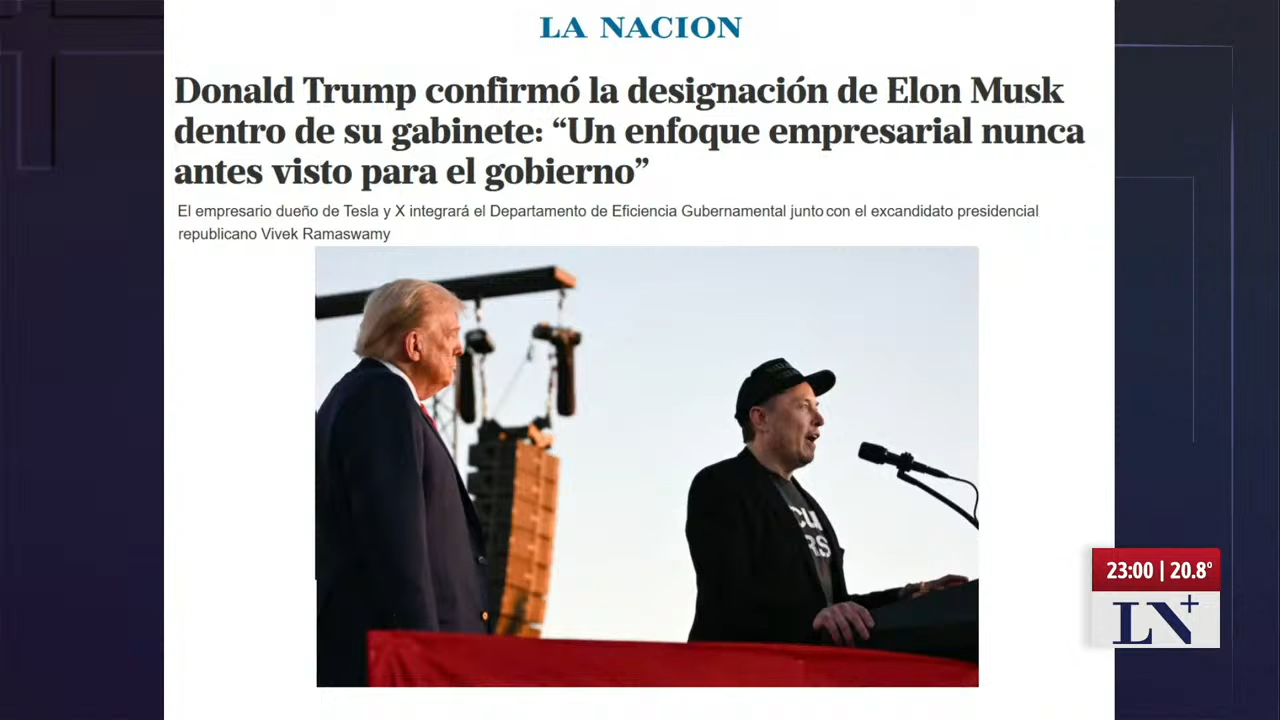 LA NACION
Donald Trump confirmó la designación de Elon Musk
dentro de su gabinete: “Un enfoque empresarial nunca
antes visto para el gobierno”
El empresario dueño de Tesla y X integrará el Departamento de Eficiencia Gubernamental junto con el excandidato presidencial
republicano Vivek Ramaswamy
23:00 | 20.8º
LN+